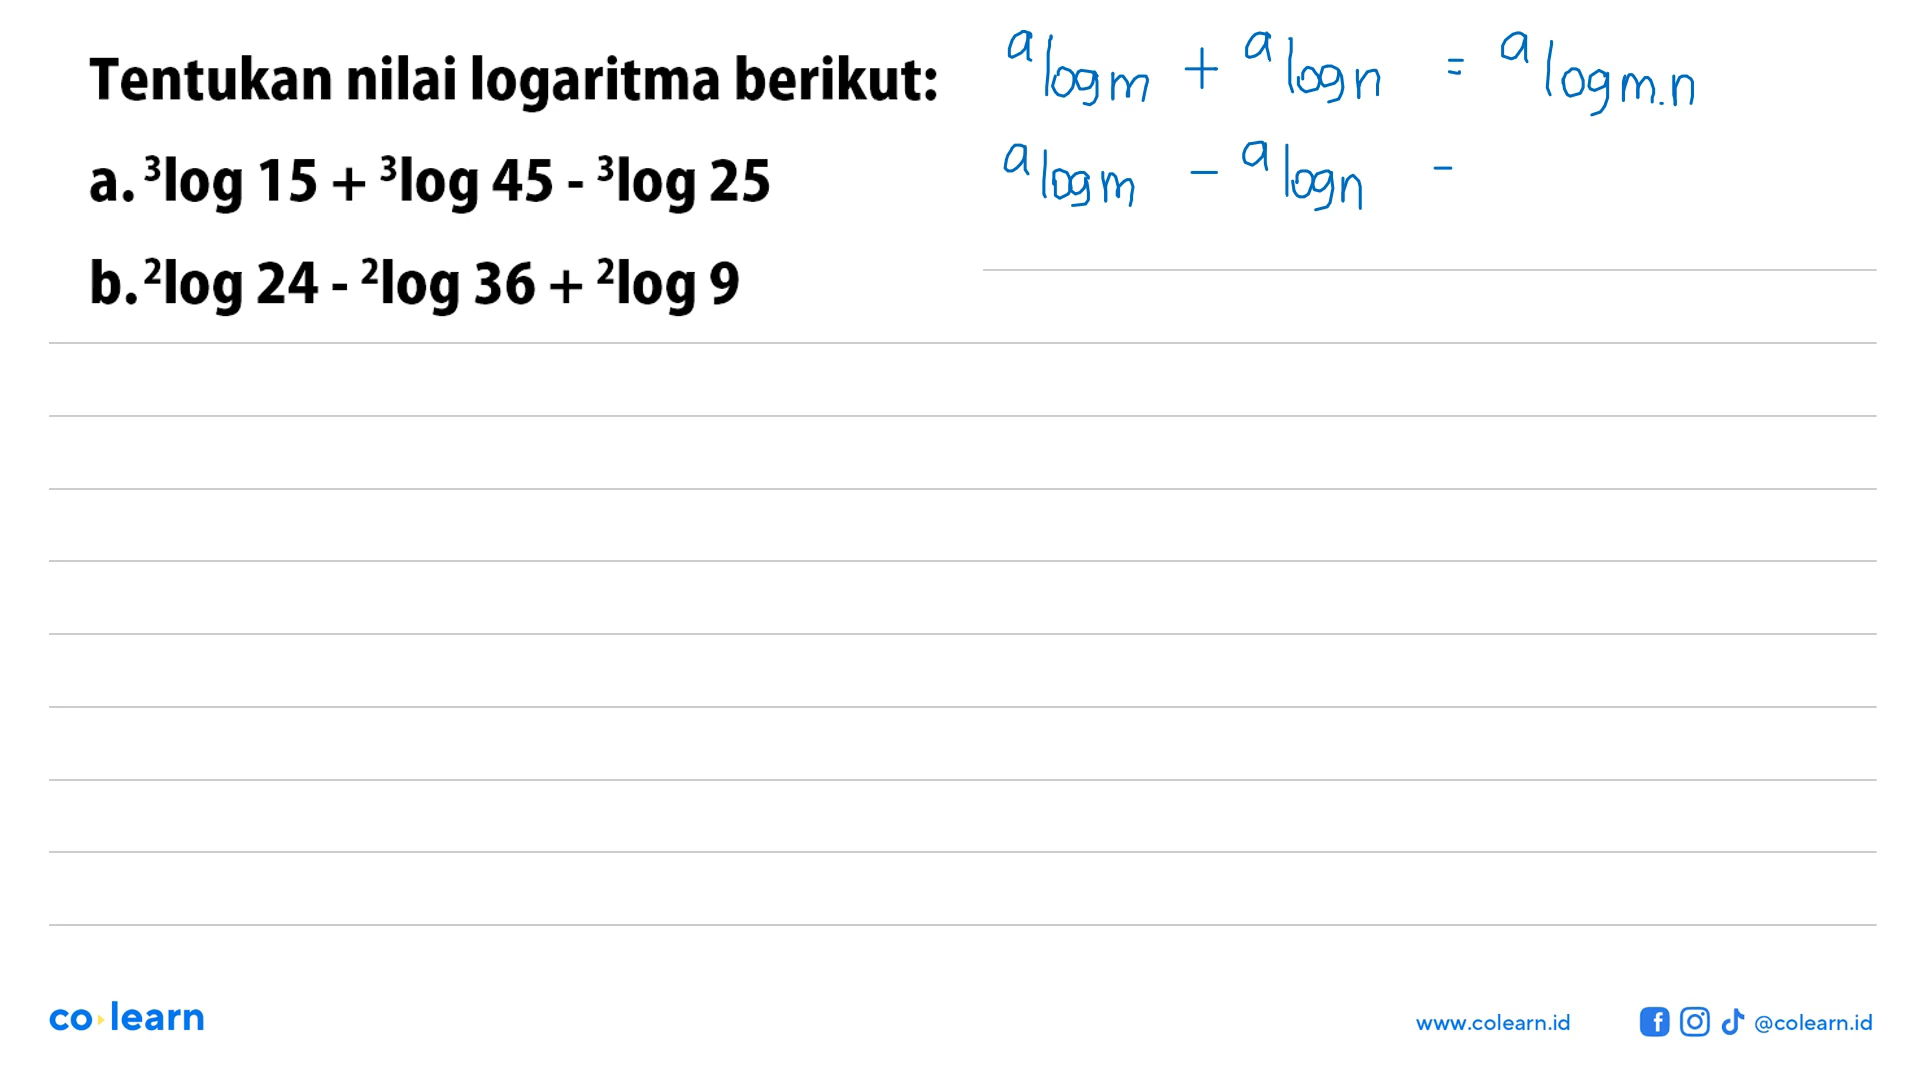 Tentukan nilai logaritma berikut:
a. ³log 15 + ³log 45 - ³log 25
b. ²log 24 - ²log 36 + ²log 9
ᵃlog m + ᵃlog n = ᵃlog m.n
ᵃlog m - ᵃlog n -
co learn
www.colearn.id
@colearn.id